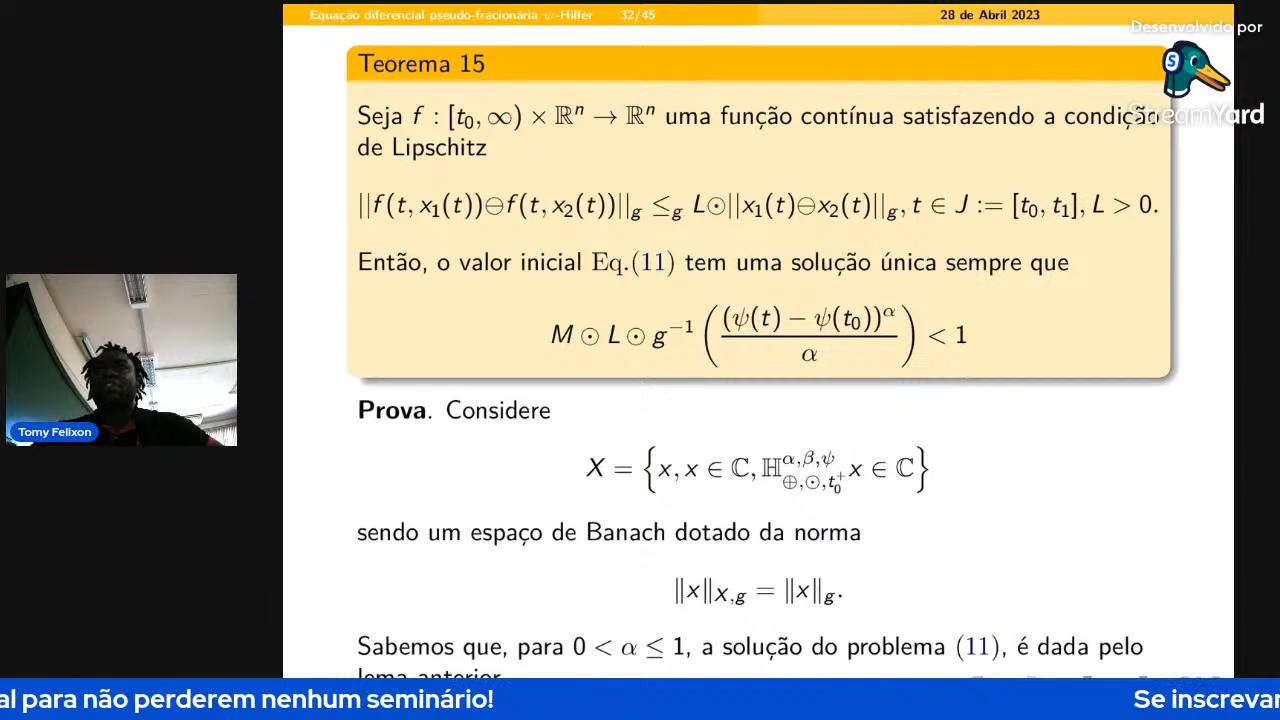 Equação diferencial pseudo-fracionária ψ-Hilfer 32/45 28 de Abril 2023
Desenvolvido por
StreamYard
Teorema 15
Seja f : [t₀, ∞) × ℝⁿ → ℝⁿ uma função contínua satisfazendo a condição
de Lipschitz
||f(t, x₁(t))⊖f(t, x₂(t))||_g ≤_g L⊙||x₁(t)⊖x₂(t)||_g, t ∈ J := [t₀, t₁], L > 0.
Então, o valor inicial Eq.(11) tem uma solução única sempre que
M ⊙ L ⊙ g⁻¹ ( (ψ(t) − ψ(t₀))^α / α ) < 1
Prova. Considere
X = {x, x ∈ ℂ, ℍ^{α,β,ψ}_{⊕,⊙,t₀⁺} x ∈ ℂ}
sendo um espaço de Banach dotado da norma
‖x‖_{X,g} = ‖x‖_g.
Sabemos que, para 0 < α ≤ 1, a solução do problema (11), é dada pelo
lema anterior
Tomy Felixon
al para não perderem nenhum seminário! Se inscrevar